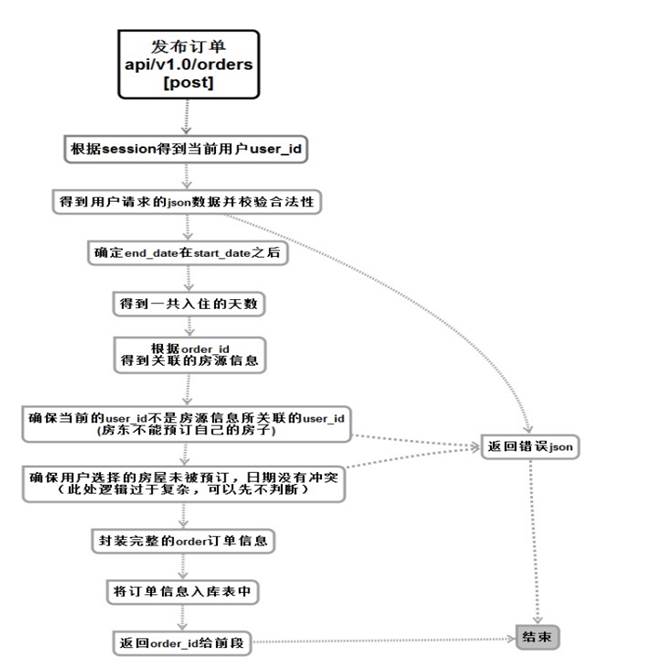 发布订单
api/v1.0/orders
[post]
根据session得到当前用户user_id
得到用户请求的json数据并校验合法性
确定end_date在start_date之后
得到一共入住的天数
根据order_id
得到关联的房源信息
确保当前的user_id不是房源信息所关联的user_id
(房东不能预订自己的房子)
返回错误json
确保用户选择的房屋未被预订，日期没有冲突
（此处逻辑过于复杂，可以先不判断）
封装完整的order订单信息
将订单信息入库表中
返回order_id给前段
结束